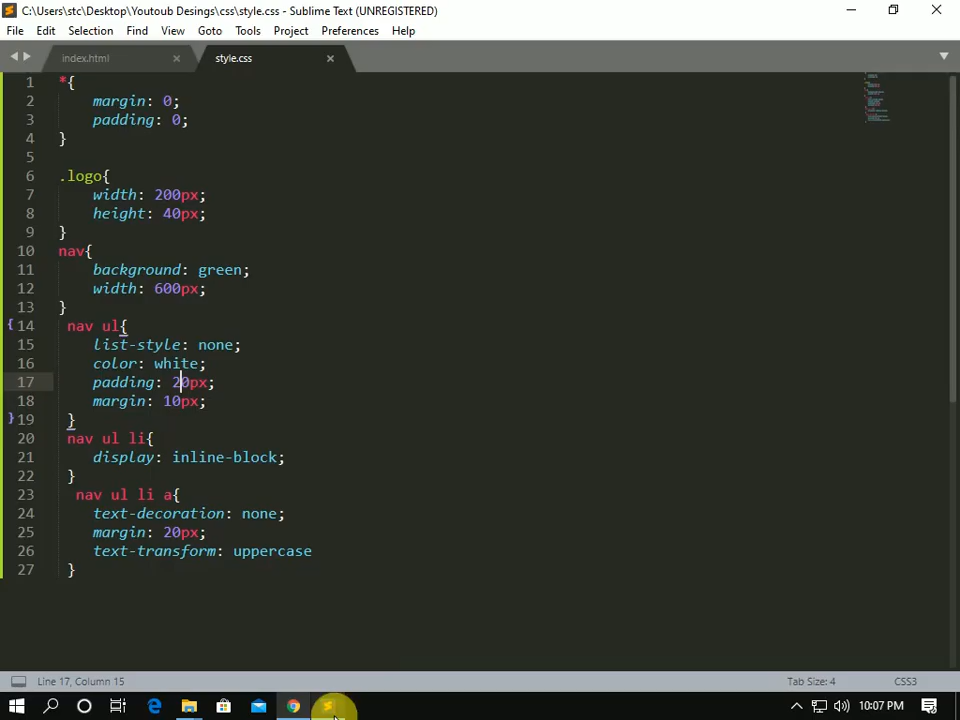 C:\Users\stc\Desktop\Youtoub Desings\css\style.css - Sublime Text (UNREGISTERED)
File Edit Selection Find View Goto Tools Project Preferences Help
index.html style.css
1 *{
2 margin: 0;
3 padding: 0;
4 }
5
6 .logo{
7 width: 200px;
8 height: 40px;
9 }
10 nav{
11 background: green;
12 width: 600px;
13 }
14 nav ul{
15 list-style: none;
16 color: white;
17 padding: 20px;
18 margin: 10px;
19 }
20 nav ul li{
21 display: inline-block;
22 }
23 nav ul li a{
24 text-decoration: none;
25 margin: 20px;
26 text-transform: uppercase
27 }
Line 17, Column 15 Tab Size: 4 CSS3
10:07 PM